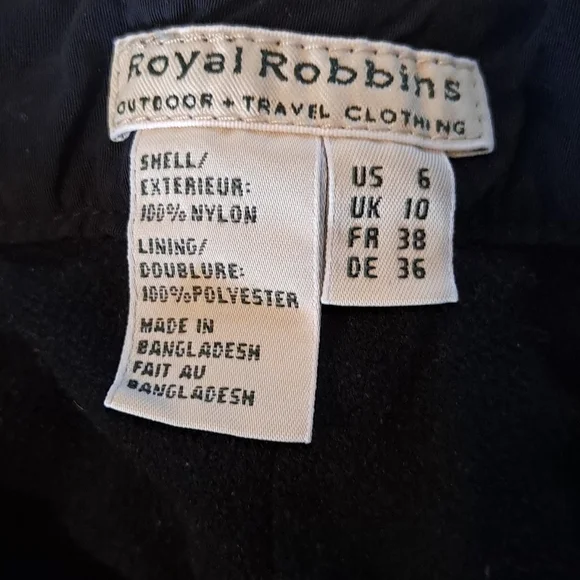 Royal Robbins
OUTDOOR + TRAVEL CLOTHING
SHELL/
EXTERIEUR:
100% NYLON
LINING/
DOUBLURE:
100%POLYESTER
MADE IN
BANGLADESH
FAIT AU
BANGLADESH
US 6
UK 10
FR 38
DE 36